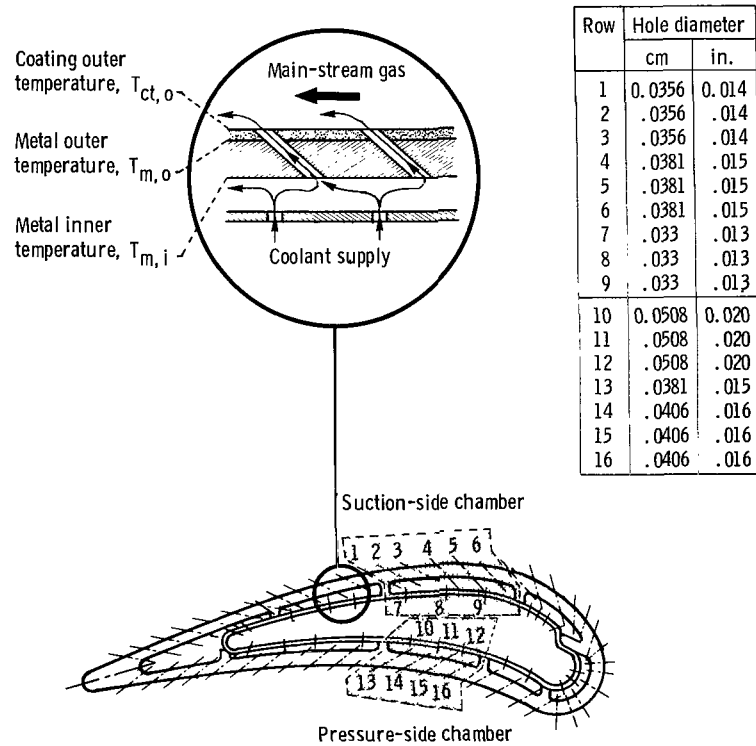 Coating outer
temperature, T_ct, o
Main-stream gas
Metal outer
temperature, T_m, o
Metal inner
temperature, T_m, i
Coolant supply
Row Hole diameter
cm in.
1 0.0356 0.014
2 .0356 .014
3 .0356 .014
4 .0381 .015
5 .0381 .015
6 .0381 .015
7 .033 .013
8 .033 .013
9 .033 .013
10 0.0508 0.020
11 .0508 .020
12 .0508 .020
13 .0381 .015
14 .0406 .016
15 .0406 .016
16 .0406 .016
Suction-side chamber
1 2 3 4 5 6
7 8 9
10 11 12
13 14 15 16
Pressure-side chamber